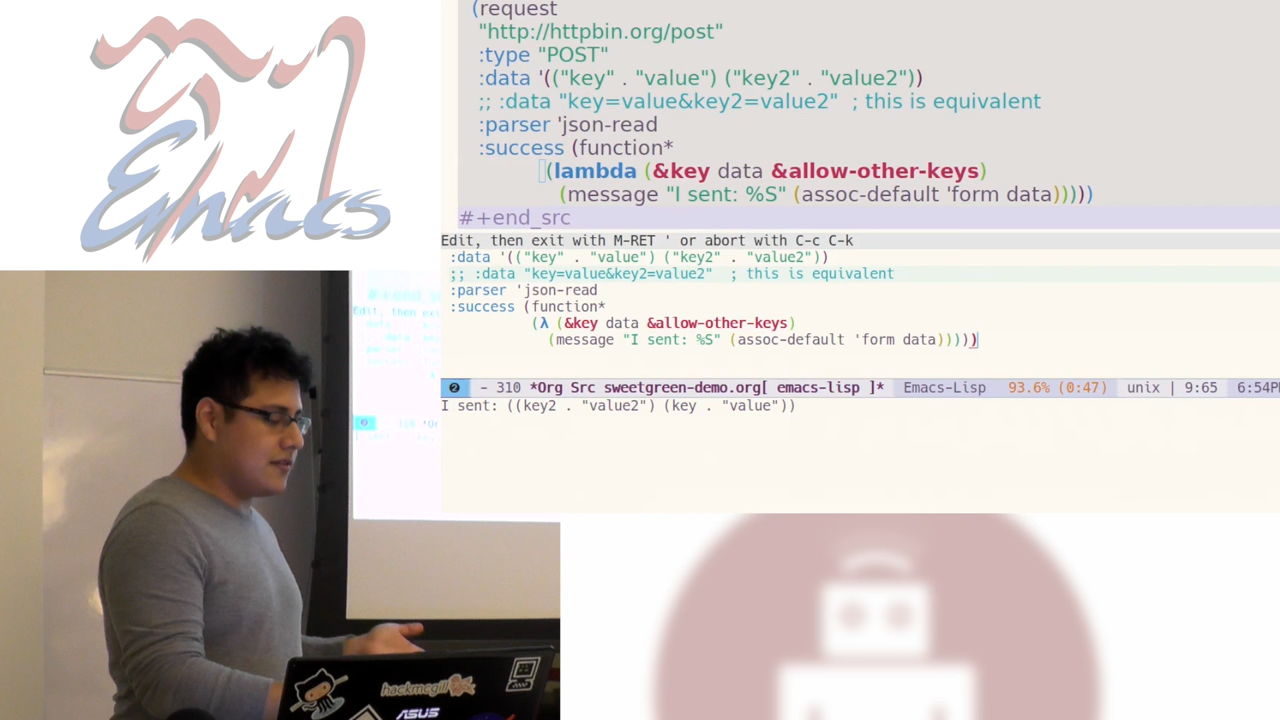 Emacs
(request
"http://httpbin.org/post"
:type "POST"
:data '(("key" . "value") ("key2" . "value2"))
;; :data "key=value&key2=value2"  ; this is equivalent
:parser 'json-read
:success (function*
(lambda (&key data &allow-other-keys)
(message "I sent: %S" (assoc-default 'form data)))))
#+end_src
Edit, then exit with M-RET ' or abort with C-c C-k
:data '(("key" . "value") ("key2" . "value2"))
;; :data "key=value&key2=value2"  ; this is equivalent
:parser 'json-read
:success (function*
(λ (&key data &allow-other-keys)
(message "I sent: %S" (assoc-default 'form data)))))
❷ - 310 *Org Src sweetgreen-demo.org[ emacs-lisp ]* Emacs-Lisp 93.6% (0:47) unix | 9:65 6:54P
I sent: ((key2 . "value2") (key . "value"))
hackmcgill
ASUS